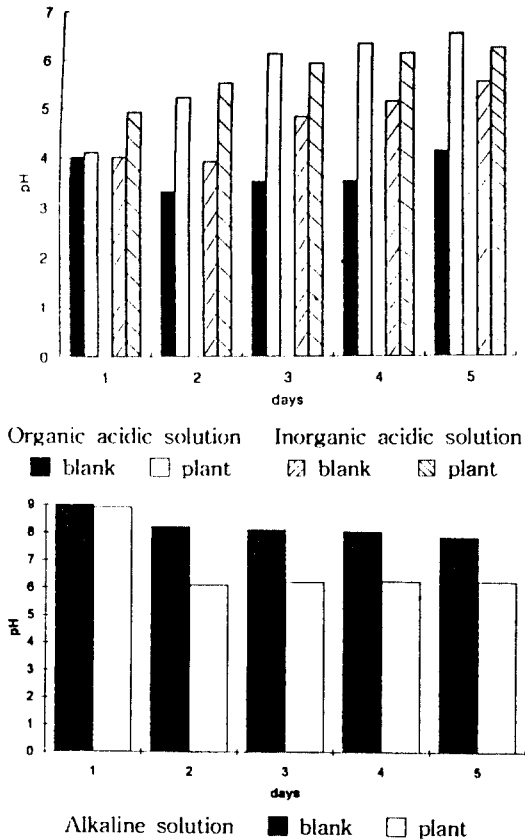 7
6
5
4
3
2
1
0
pH
1 2 3 4 5
days
Organic acidic solution Inorganic acidic solution
blank plant blank plant
9
8
7
6
5
4
3
2
1
0
pH
1 2 3 4 5
days
Alkaline solution blank plant